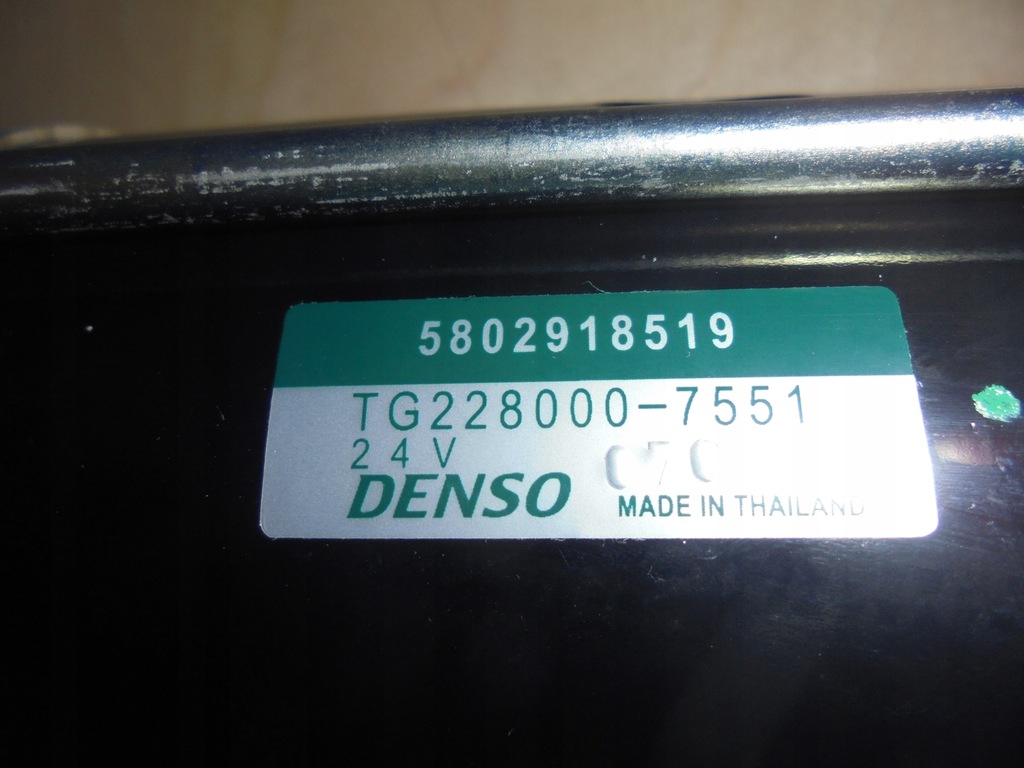 5802918519
TG228000-7551
24V
DENSO
MADE IN THAILAND